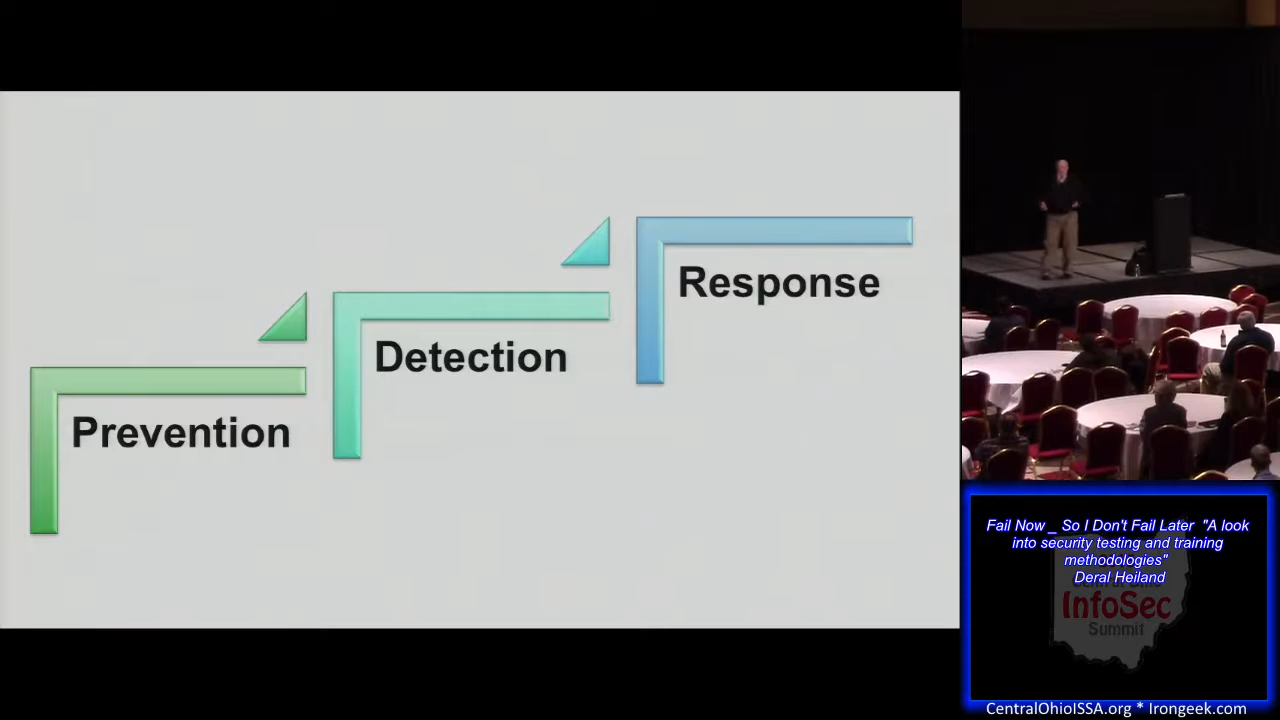 Response
Detection
Prevention
Fail Now _ So I Don't Fail Later "A look
into security testing and training
methodologies"
Deral Heiland
InfoSec
Summit
CentralOhioISSA.org * Irongeek.com